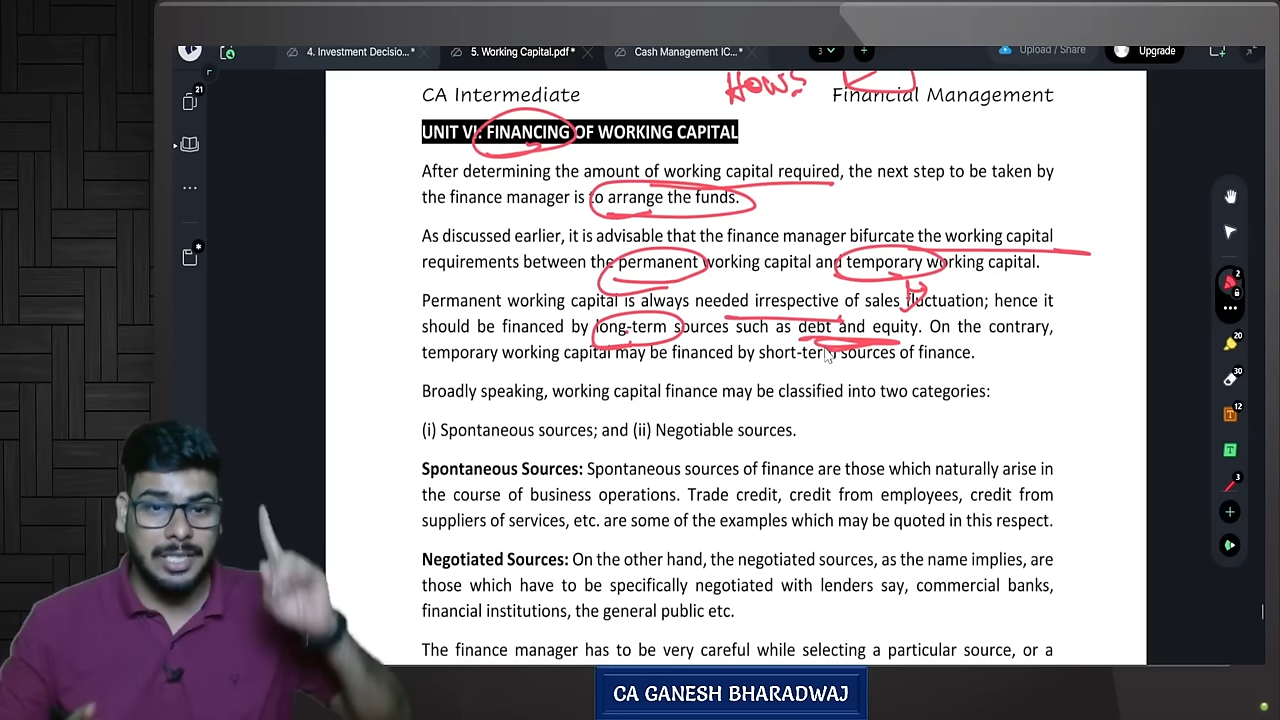 4. Investment Decisio...*
5. Working Capital.pdf*
Cash Management IC...*
3
Upload / Share
Upgrade
HOW?
CA Intermediate
Financial Management
UNIT VI: FINANCING OF WORKING CAPITAL
After determining the amount of working capital required, the next step to be taken by
the finance manager is to arrange the funds.
As discussed earlier, it is advisable that the finance manager bifurcate the working capital
requirements between the permanent working capital and temporary working capital.
Permanent working capital is always needed irrespective of sales fluctuation; hence it
should be financed by long-term sources such as debt and equity. On the contrary,
temporary working capital may be financed by short-term sources of finance.
Broadly speaking, working capital finance may be classified into two categories:
(i) Spontaneous sources; and (ii) Negotiable sources.
Spontaneous Sources: Spontaneous sources of finance are those which naturally arise in
the course of business operations. Trade credit, credit from employees, credit from
suppliers of services, etc. are some of the examples which may be quoted in this respect.
Negotiated Sources: On the other hand, the negotiated sources, as the name implies, are
those which have to be specifically negotiated with lenders say, commercial banks,
financial institutions, the general public etc.
The finance manager has to be very careful while selecting a particular source, or a
21
2
20
30
12
T
T
3
CA GANESH BHARADWAJ